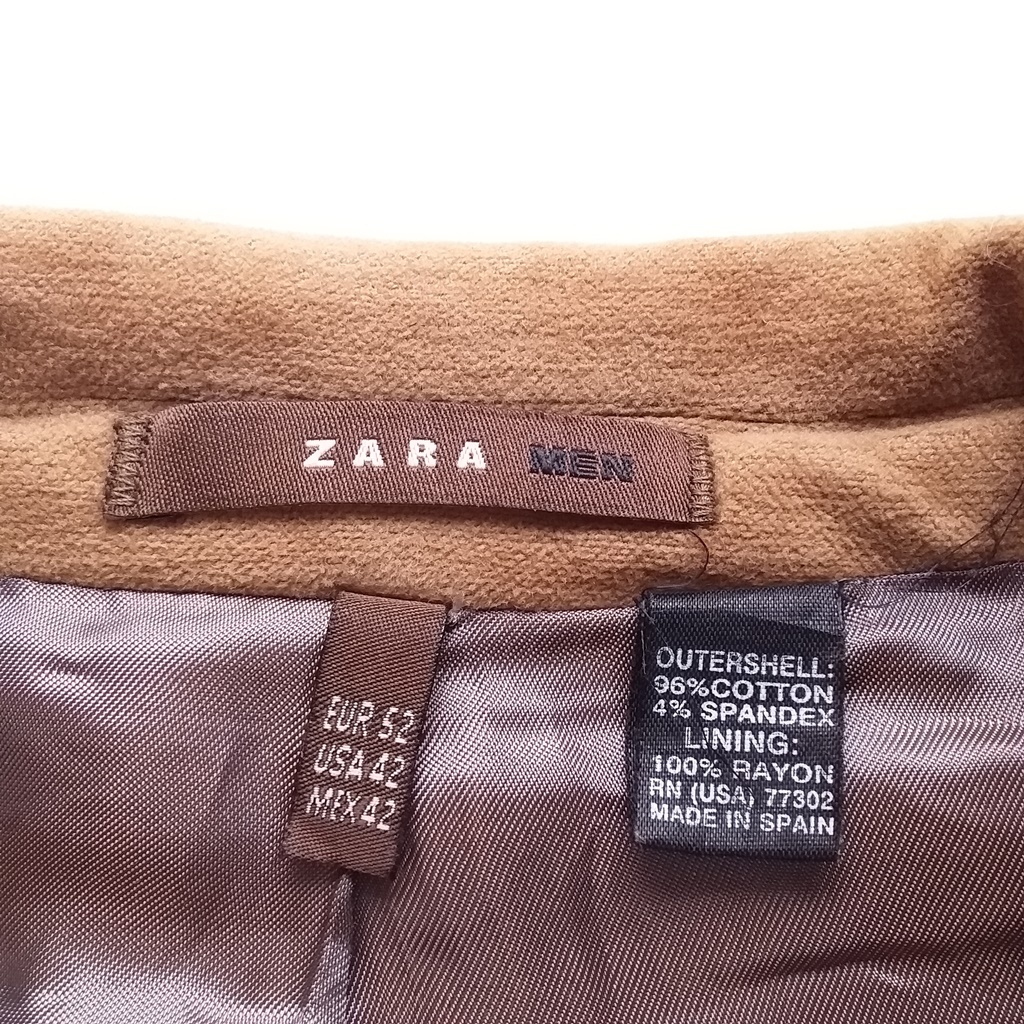 ZARA MEN
EUR 52
USA 42
MEX 42
OUTERSHELL:
96%COTTON
4% SPANDEX
LINING:
100% RAYON
RN (USA) 77302
MADE IN SPAIN